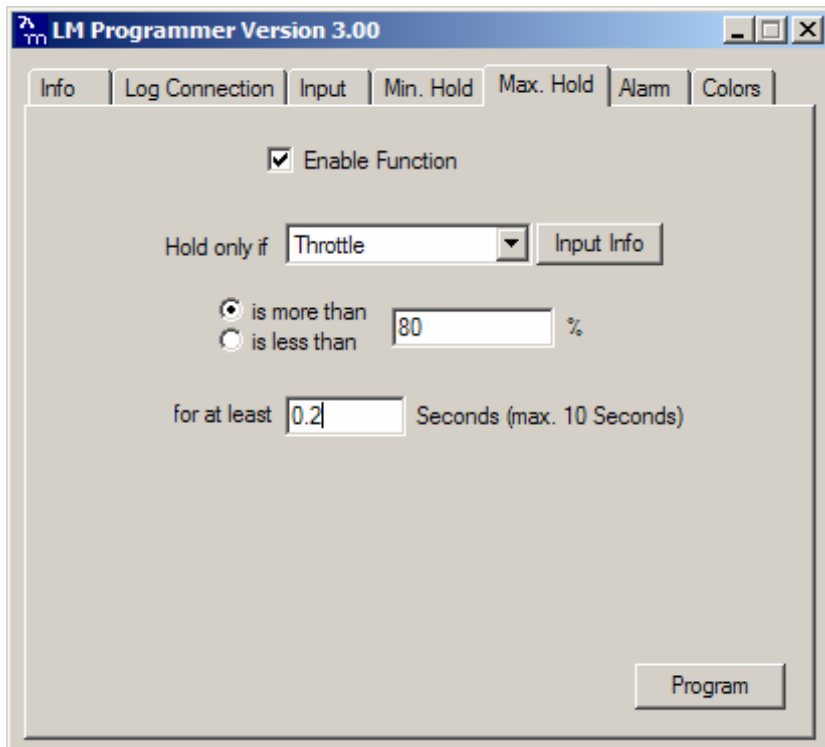 LM Programmer Version 3.00
Info Log Connection Input Min. Hold Max. Hold Alarm Colors
Enable Function
Hold only if Throttle Input Info
is more than 80 %
is less than
for at least 0.2 Seconds (max. 10 Seconds)
Program